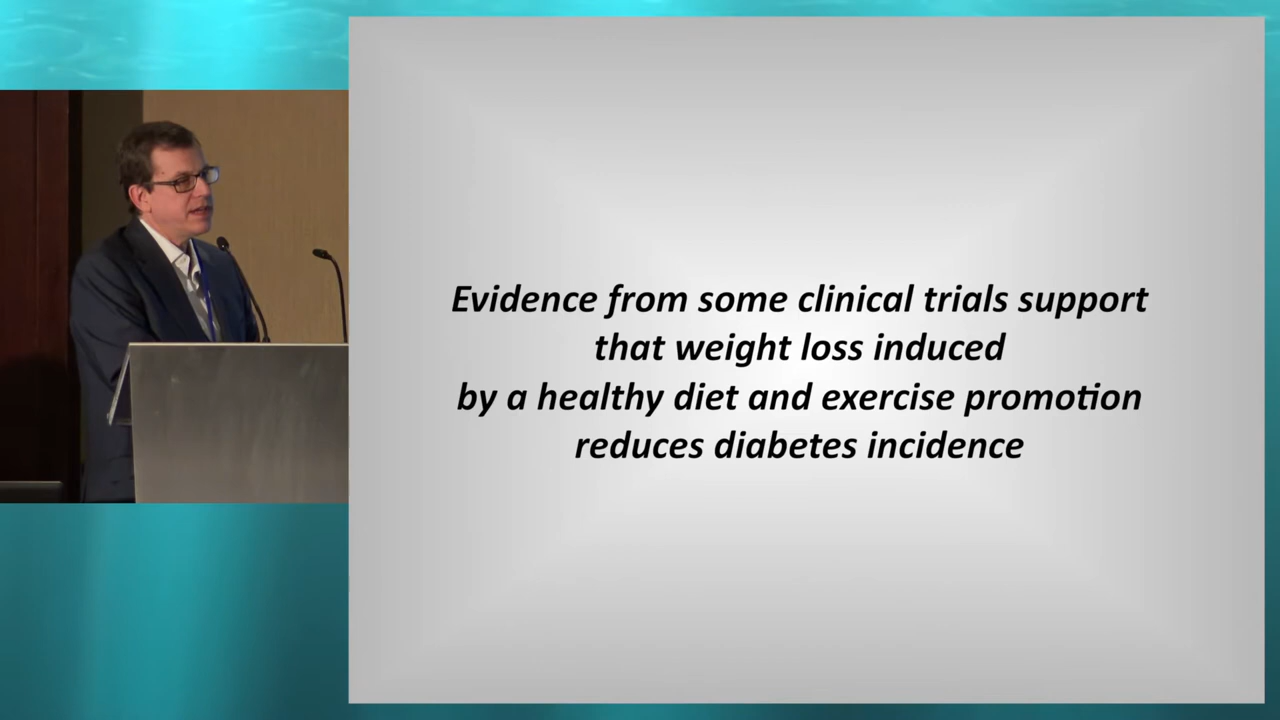 Evidence from some clinical trials support
that weight loss induced
by a healthy diet and exercise promotion
reduces diabetes incidence